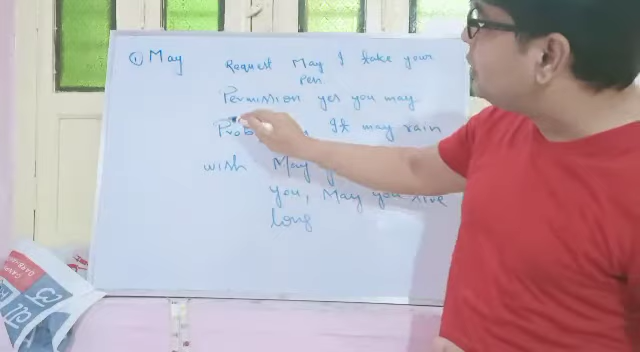 ① May Request May I take your
pen
Permission yes you may
Prob It may rain
wish May
you, May you live
long